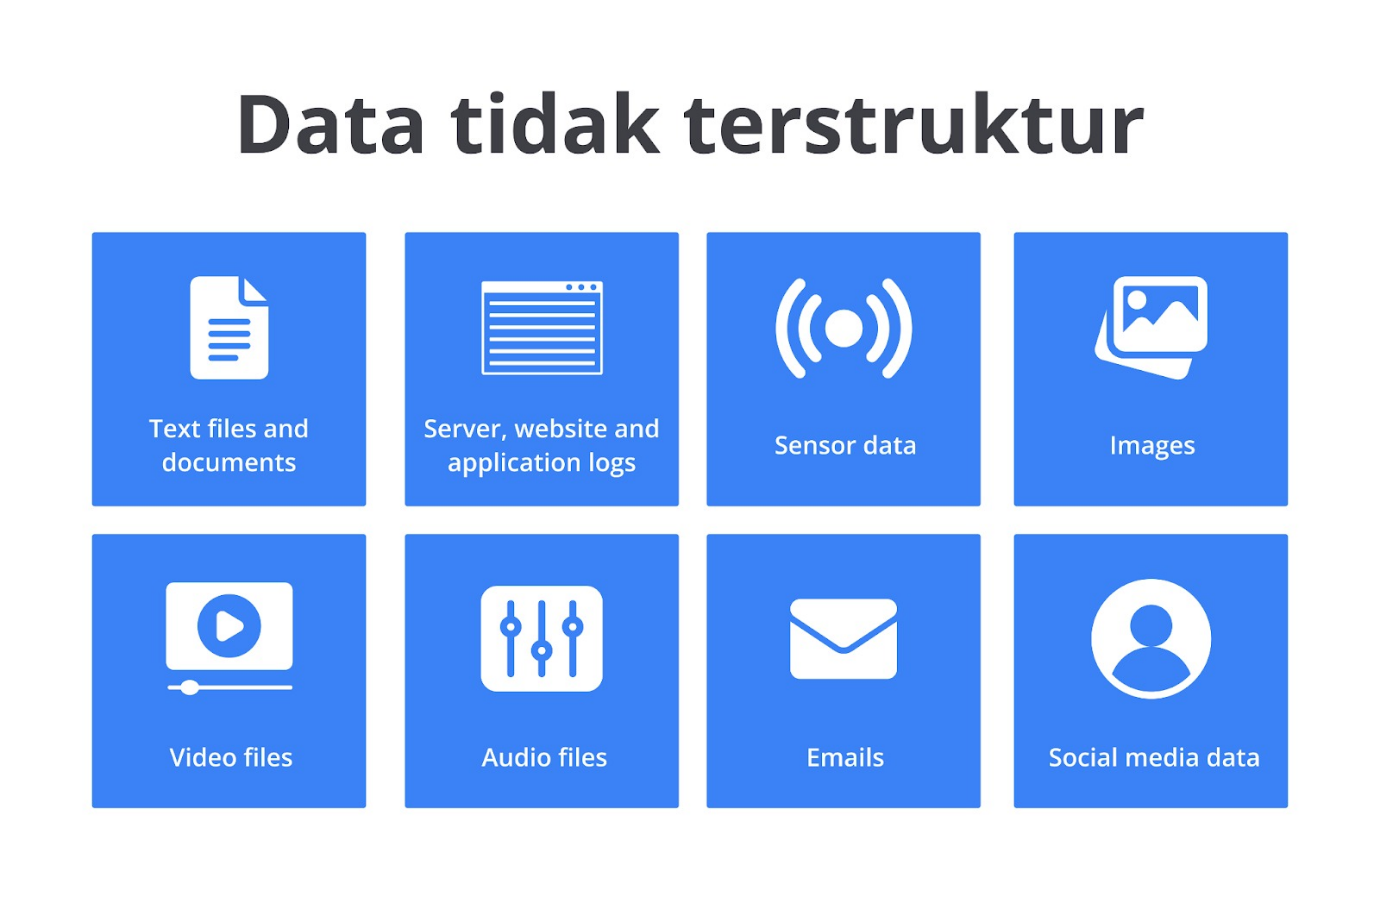 Data tidak terstruktur
Text files and
documents
Server, website and
application logs
Sensor data
Images
Video files
Audio files
Emails
Social media data